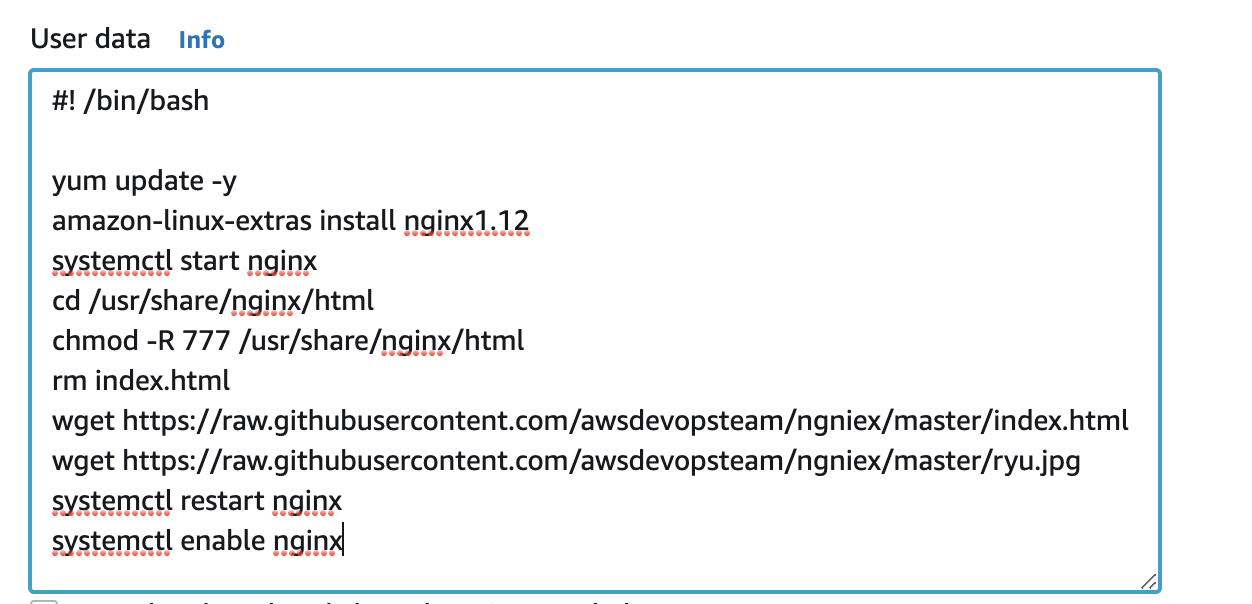 User data Info
#! /bin/bash
yum update -y
amazon-linux-extras install nginx1.12
systemctl start nginx
cd /usr/share/nginx/html
chmod -R 777 /usr/share/nginx/html
rm index.html
wget https://raw.githubusercontent.com/awsdevopsteam/ngniex/master/index.html
wget https://raw.githubusercontent.com/awsdevopsteam/ngniex/master/ryu.jpg
systemctl restart nginx
systemctl enable nginx